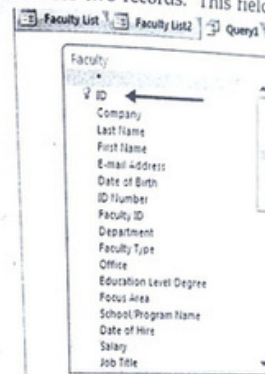 records. This field
Faculty List Faculty List2 Query1
Faculty
*
ID
Company
Last Name
First Name
E-mail Address
Date of Birth
ID Number
Faculty ID
Department
Faculty Type
Office
Education Level Degree
Focus Area
School/Program Name
Date of Hire
Salary
Job Title